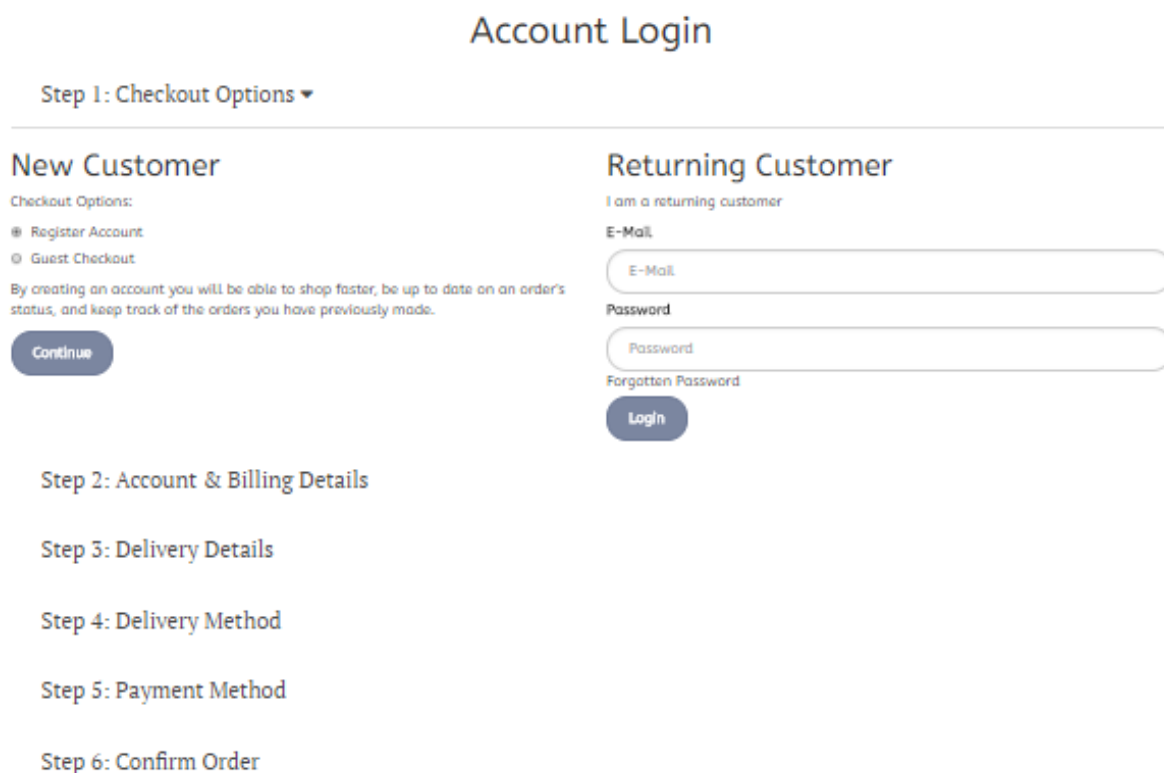 Account Login
Step 1: Checkout Options
New Customer
Checkout Options:
Register Account
Guest Checkout
By creating an account you will be able to shop faster, be up to date on an order's
status, and keep track of the orders you have previously made.
Continue
Returning Customer
I am a returning customer
E-Mail
E-Mail
Password
Password
Forgotten Password
Login
Step 2: Account & Billing Details
Step 3: Delivery Details
Step 4: Delivery Method
Step 5: Payment Method
Step 6: Confirm Order